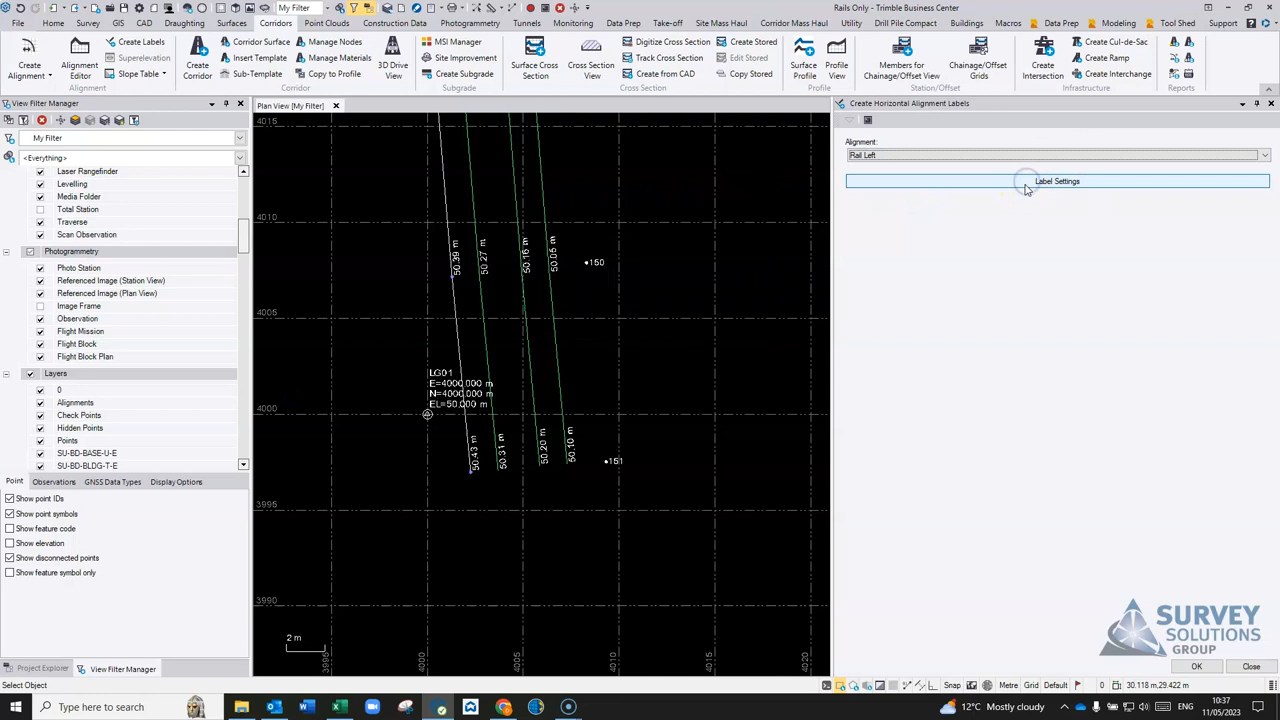 My Filter
Rails Only - Trimble Business Center
File Home Survey GIS CAD Draughting Surfaces Corridors Point Clouds Construction Data Photogrammetry Tunnels Monitoring Data Prep Take-off Site Mass Haul Corridor Mass Haul Utilities Drill Pile Compact Buildings Macros Data Prep Modeling Tool Shed Support
Create Alignment
Alignment Editor
Create Labels
Superelevation
Slope Table
Alignment
Create Corridor
Corridor Surface
Insert Template
Sub-Template
Manage Nodes
Manage Materials
Copy to Profile
3D Drive View
Corridor
MSI Manager
Site Improvement
Create Subgrade
Subgrade
Surface Cross Section
Cross Section View
Digitize Cross Section
Track Cross Section
Create from CAD
Create Stored
Edit Stored
Copy Stored
Cross Section
Surface Profile
Profile View
Profile
Members for Chainage/Offset View
Chainage/Offset Grids
Station/Offset
Create Intersection
Create Cul-de-Sac
Create Ramp
Create Interchange
Infrastructure
Reports
View Filter Manager
My Filter
<Everything>
Laser Rangefinder
Levelling
Media Folder
Total Station
Traverse
Scan Observation
Photogrammetry
Photo Station
Referenced Image (Station View)
Referenced Image (Plan View)
Image Frame
Observation
Flight Mission
Flight Block
Flight Block Plan
Layers
0
Alignments
Check Points
Hidden Points
Points
SU-BD-BASE-U-E
SU-BD-BLDG-T-E
Point Observations GNSS Data Types Display Options
Show point IDs
Show point symbols
Show feature code
Show elevation
Show disconnected points
Show feature symbol only
Project Explorer View Filter Manager
Select Object
Plan View [My Filter]
4015
4010
4005
4000
3995
3990
50.39 m
50.27 m
50.16 m
50.05 m
150
LG01
E=4000.000 m
N=4000.000 m
EL=50.000 m
50.43 m
50.31 m
50.20 m
50.10 m
151
2 m
3995
4000
4005
4010
4015
4020
Create Horizontal Alignment Labels
Alignment:
Rail Left
Label Settings
SURVEY
SOLUTIONS
GROUP
OK Close
Snap Metre Grid Default 0 30.118 m,29.422 m
Type here to search
12°C Mostly cloudy
ENG
10:37
11/05/2023